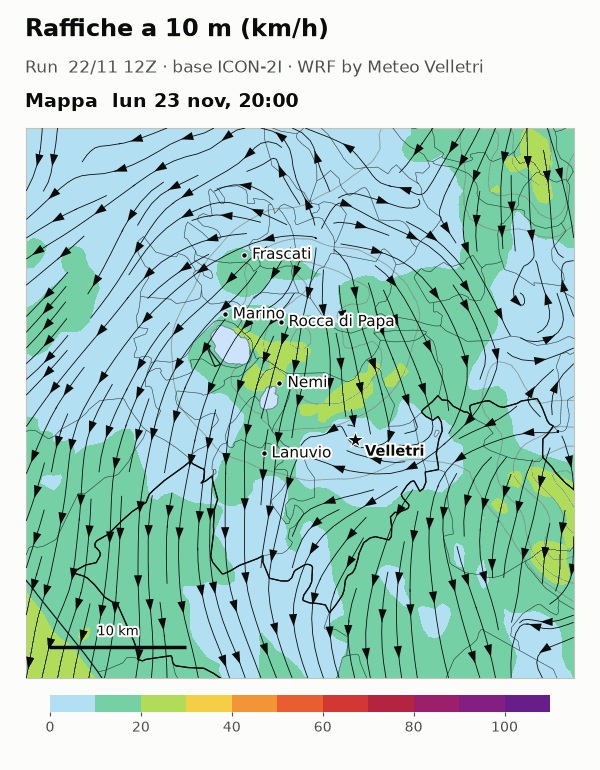 Raffiche a 10 m (km/h)
Run  22/11 12Z · base ICON-2I · WRF by Meteo Velletri
Mappa  lun 23 nov, 20:00
Frascati
Marino
Rocca di Papa
Nemi
Velletri
Lanuvio
10 km
0 20 40 60 80 100